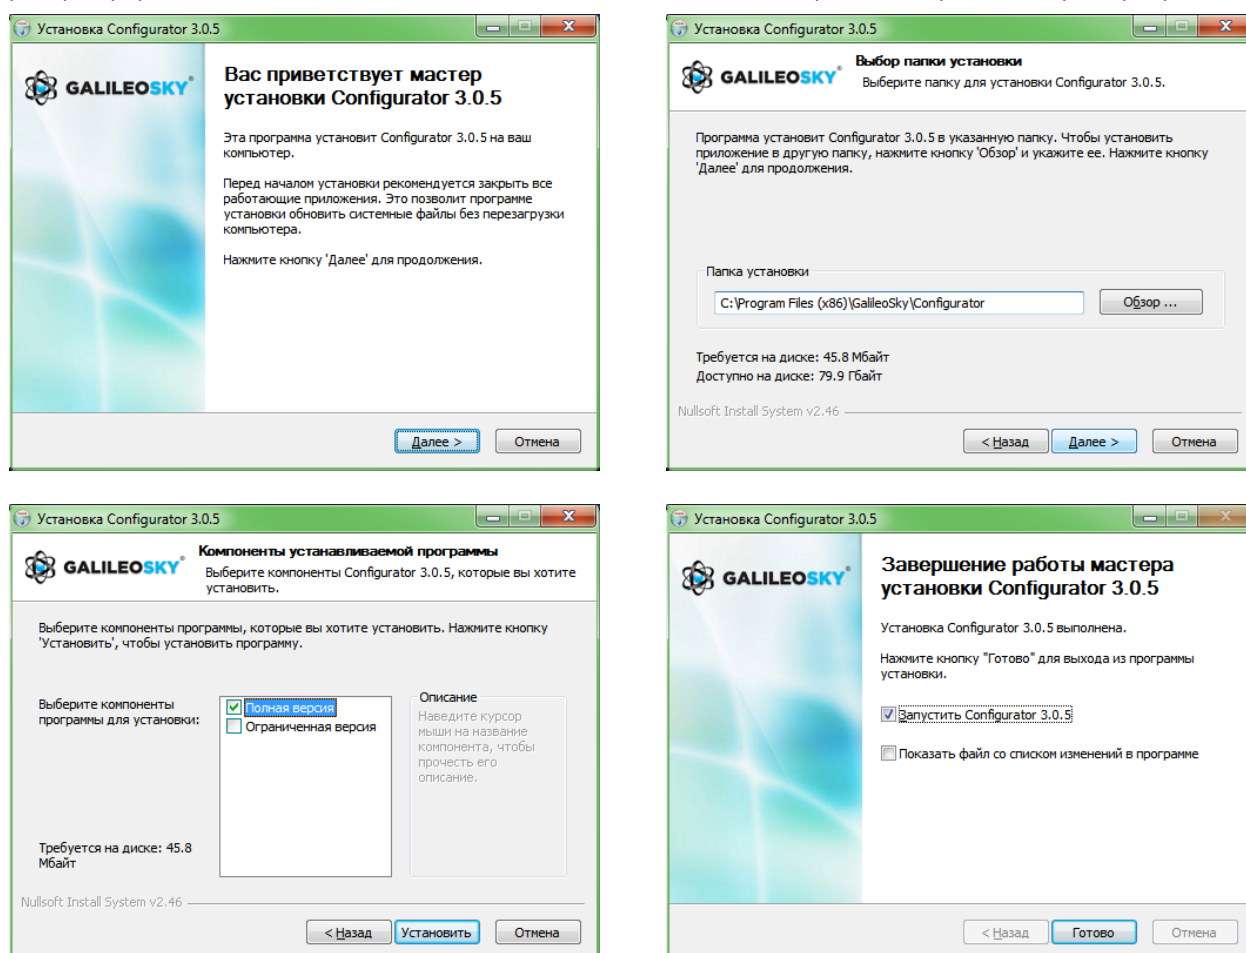 Установка Configurator 3.0.5
GALILEOSKY
Вас приветствует мастер
установки Configurator 3.0.5
Эта программа установит Configurator 3.0.5 на ваш
компьютер.
Перед началом установки рекомендуется закрыть все
работающие приложения. Это позволит программе
установки обновить системные файлы без перезагрузки
компьютера.
Нажмите кнопку 'Далее' для продолжения.
Далее >
Отмена
Установка Configurator 3.0.5
GALILEOSKY
Выбор папки установки
Выберите папку для установки Configurator 3.0.5.
Программа установит Configurator 3.0.5 в указанную папку. Чтобы установить
приложение в другую папку, нажмите кнопку 'Обзор' и укажите ее. Нажмите кнопку
'Далее' для продолжения.
Папка установки
C:\Program Files (x86)\GalileoSky\Configurator
Обзор ...
Требуется на диске: 45.8 Мбайт
Доступно на диске: 79.9 Гбайт
Nullsoft Install System v2.46
< Назад
Далее >
Отмена
Установка Configurator 3.0.5
GALILEOSKY
Компоненты устанавливаемой программы
Выберите компоненты Configurator 3.0.5, которые вы хотите
установить.
Выберите компоненты программы, которые вы хотите установить. Нажмите кнопку
'Установить', чтобы установить программу.
Выберите компоненты
программы для установки:
Полная версия
Ограниченная версия
Описание
Наведите курсор
мыши на название
компонента, чтобы
прочесть его
описание.
Требуется на диске: 45.8
Мбайт
Nullsoft Install System v2.46
< Назад
Установить
Отмена
Установка Configurator 3.0.5
GALILEOSKY
Завершение работы мастера
установки Configurator 3.0.5
Установка Configurator 3.0.5 выполнена.
Нажмите кнопку "Готово" для выхода из программы
установки.
Запустить Configurator 3.0.5
Показать файл со списком изменений в программе
< Назад
Готово
Отмена